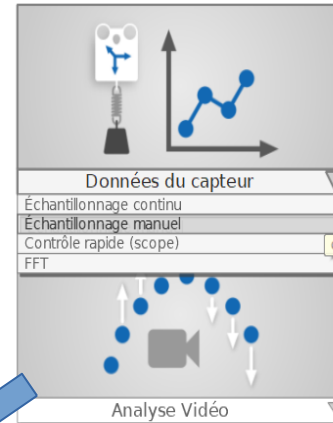 Données du capteur
Échantillonnage continu
Échantillonnage manuel
Contrôle rapide (scope)
FFT
Analyse Vidéo